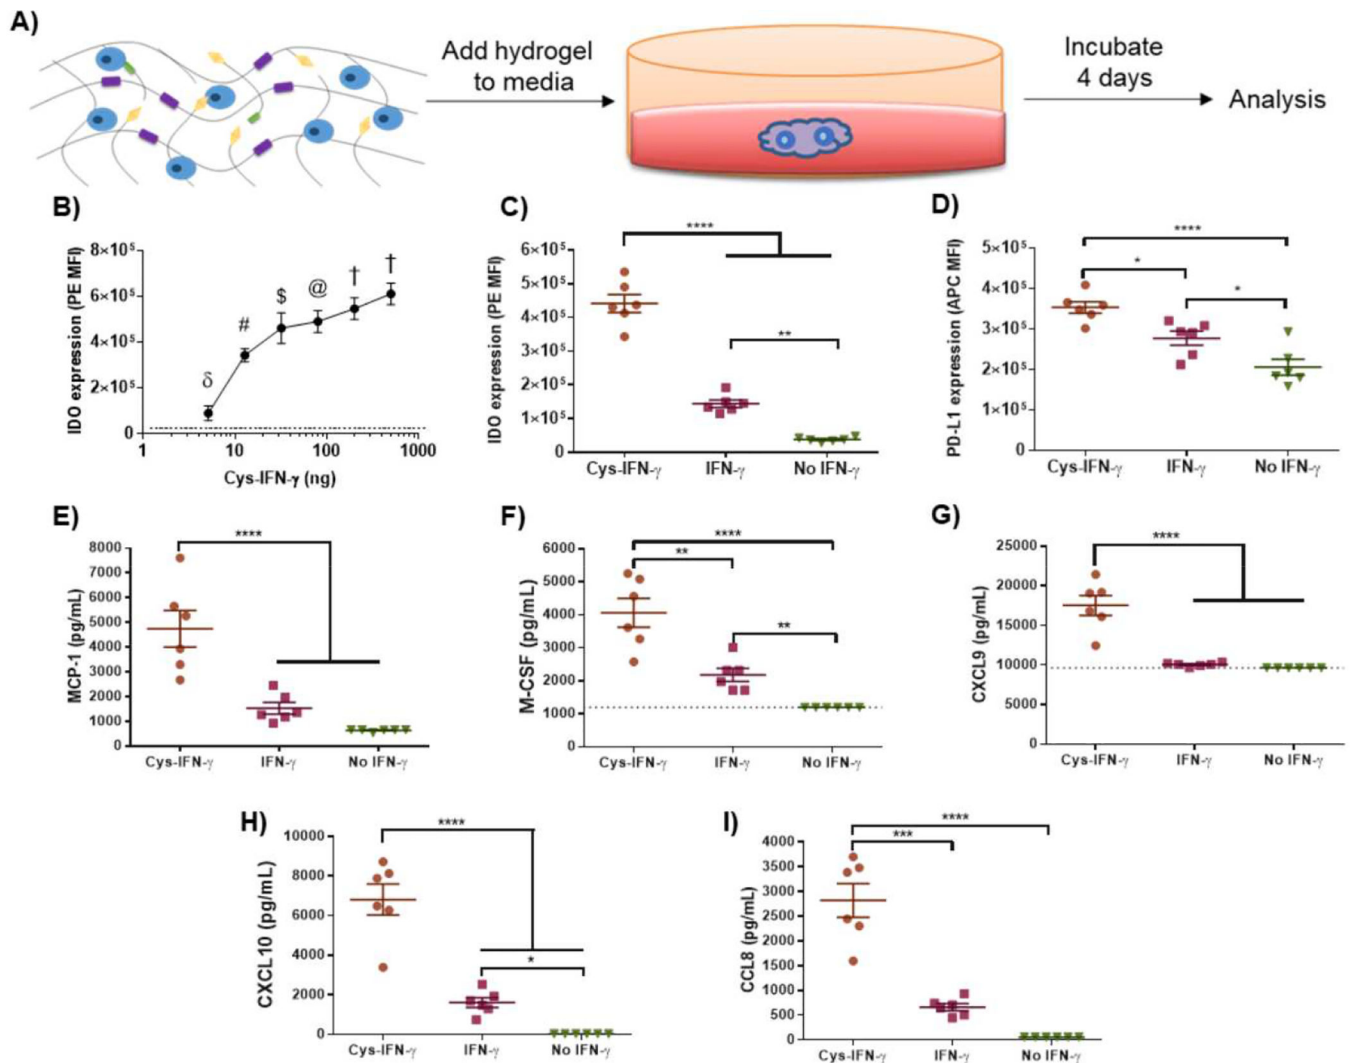 A)
Add hydrogel
to media
Incubate
4 days
Analysis
B)
IDO expression (PE MFI)
8×10⁵
6×10⁵
4×10⁵
2×10⁵
0
δ
#
$
@
†
†
1
10
100
1000
Cys-IFN-γ (ng)
C)
IDO expression (PE MFI)
6×10⁵
5×10⁵
4×10⁵
3×10⁵
2×10⁵
1×10⁵
0
****
**
Cys-IFN-γ
IFN-γ
No IFN-γ
D)
PD-L1 expression (APC MFI)
5×10⁵
4×10⁵
3×10⁵
2×10⁵
1×10⁵
0
****
*
*
Cys-IFN-γ
IFN-γ
No IFN-γ
E)
MCP-1 (pg/mL)
8000
7000
6000
5000
4000
3000
2000
1000
0
****
Cys-IFN-γ
IFN-γ
No IFN-γ
F)
M-CSF (pg/mL)
6000
5000
4000
3000
2000
1000
0
****
**
**
Cys-IFN-γ
IFN-γ
No IFN-γ
G)
CXCL9 (pg/mL)
25000
20000
15000
10000
5000
0
****
Cys-IFN-γ
IFN-γ
No IFN-γ
H)
CXCL10 (pg/mL)
10000
8000
6000
4000
2000
0
****
*
Cys-IFN-γ
IFN-γ
No IFN-γ
I)
CCL8 (pg/mL)
4000
3500
3000
2500
2000
1500
1000
500
0
****
***
Cys-IFN-γ
IFN-γ
No IFN-γ